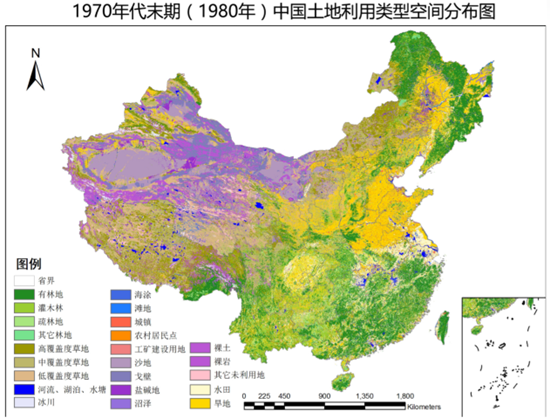 1970年代末期（1980年）中国土地利用类型空间分布图
N
图例
省界
有林地
灌木林
疏林地
其它林地
高覆盖度草地
中覆盖度草地
低覆盖度草地
河流、湖泊、水塘
冰川
海涂
滩地
城镇
农村居民点
工矿建设用地
沙地
戈壁
盐碱地
沼泽
裸土
裸岩
其它未利用地
水田
旱地
0 225 450 900 1,350 1,800
Kilometers